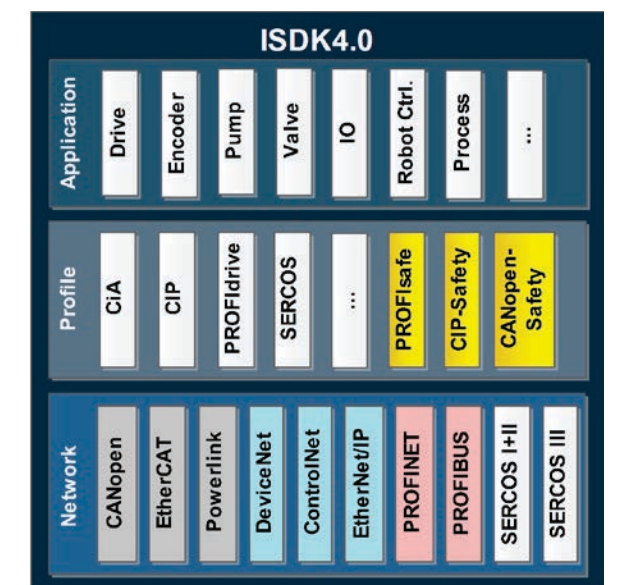 ISDK4.0
Application
Drive
Encoder
Pump
Valve
IO
Robot Ctrl.
Process
...
Profile
CiA
CIP
PROFIdrive
SERCOS
...
PROFIsafe
CIP-Safety
CANopen-
Safety
Network
CANopen
EtherCAT
Powerlink
DeviceNet
ControlNet
EtherNet/IP
PROFINET
PROFIBUS
SERCOS I+II
SERCOS III